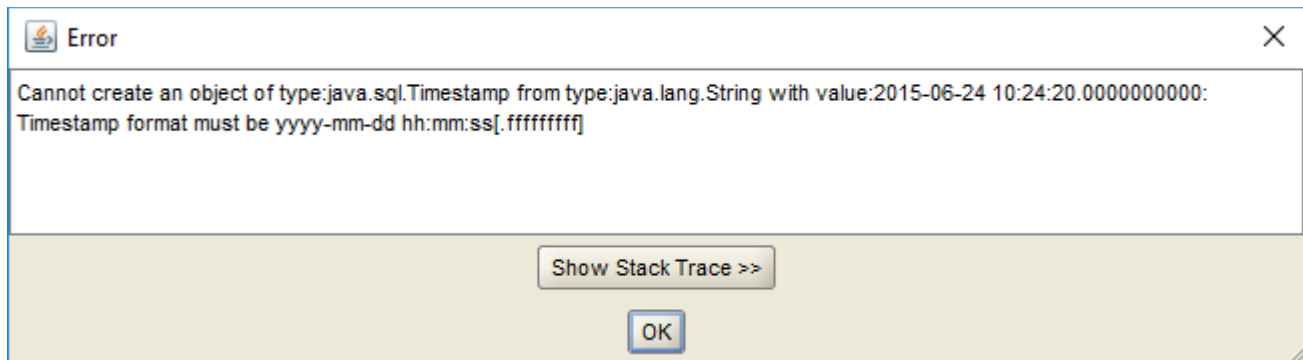 Error
Cannot create an object of type:java.sql.Timestamp from type:java.lang.String with value:2015-06-24 10:24:20.0000000000:
Timestamp format must be yyyy-mm-dd hh:mm:ss[.fffffffff]
Show Stack Trace >>
OK